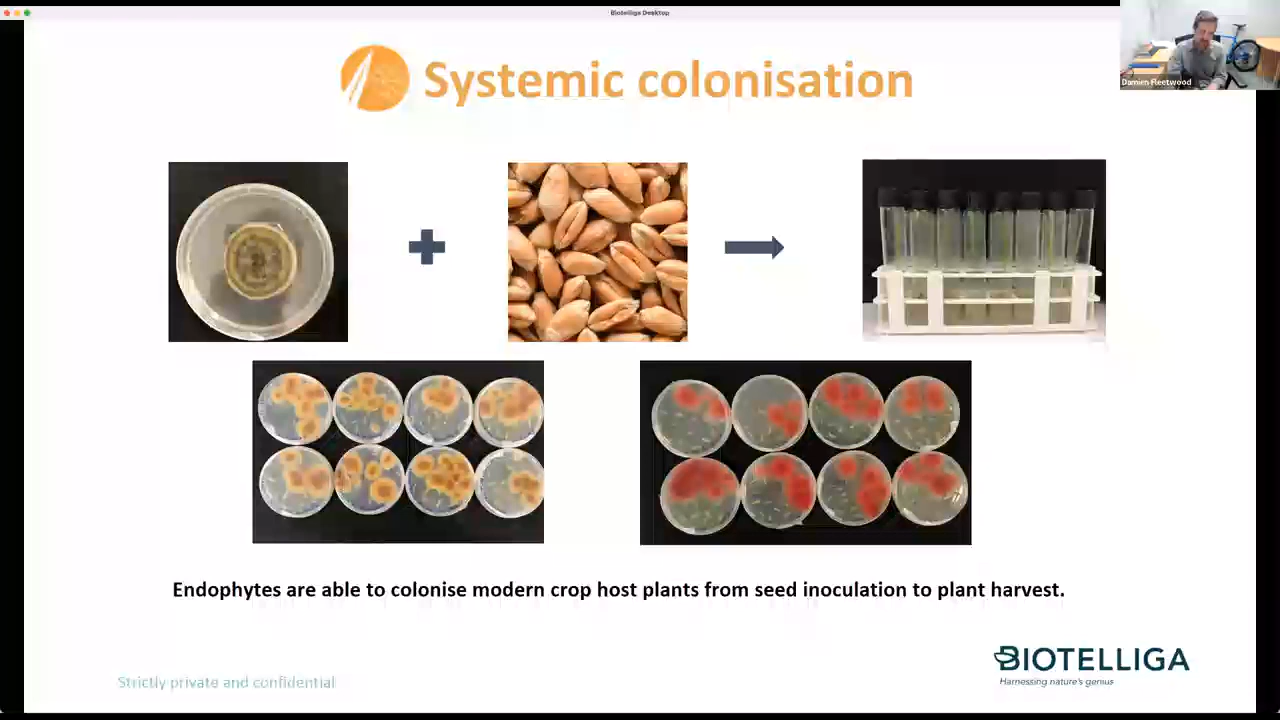 Biotelliga Desktop
Damien Fleetwood
Systemic colonisation
Endophytes are able to colonise modern crop host plants from seed inoculation to plant harvest.
BIOTELLIGA
Harnessing nature's genius
Strictly private and confidential